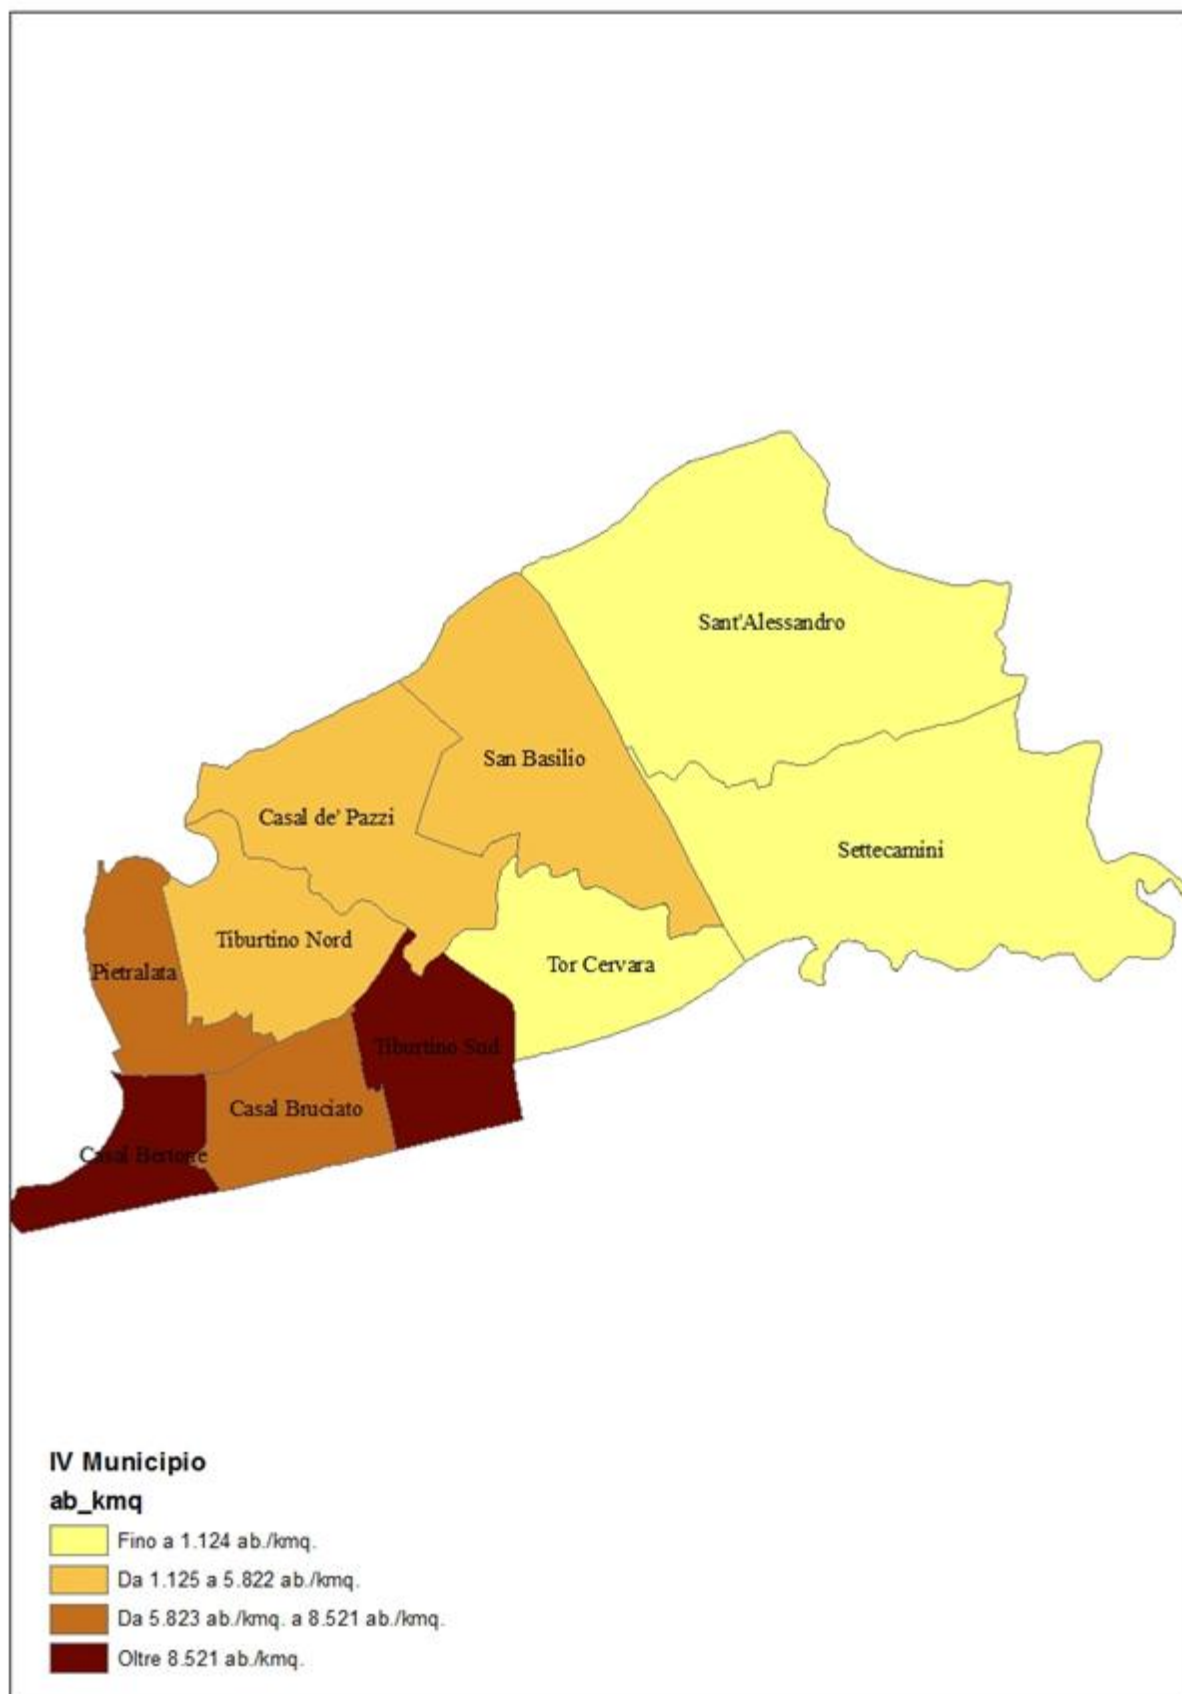 Sant'Alessandro
San Basilio
Casal de' Pazzi
Settecamini
Tiburtino Nord
Tor Cervara
Pietralata
Tiburtino Sud
Casal Bruciato
Casal Bertone
IV Municipio
ab_kmq
Fino a 1.124 ab./kmq.
Da 1.125 a 5.822 ab./kmq.
Da 5.823 ab./kmq. a 8.521 ab./kmq.
Oltre 8.521 ab./kmq.